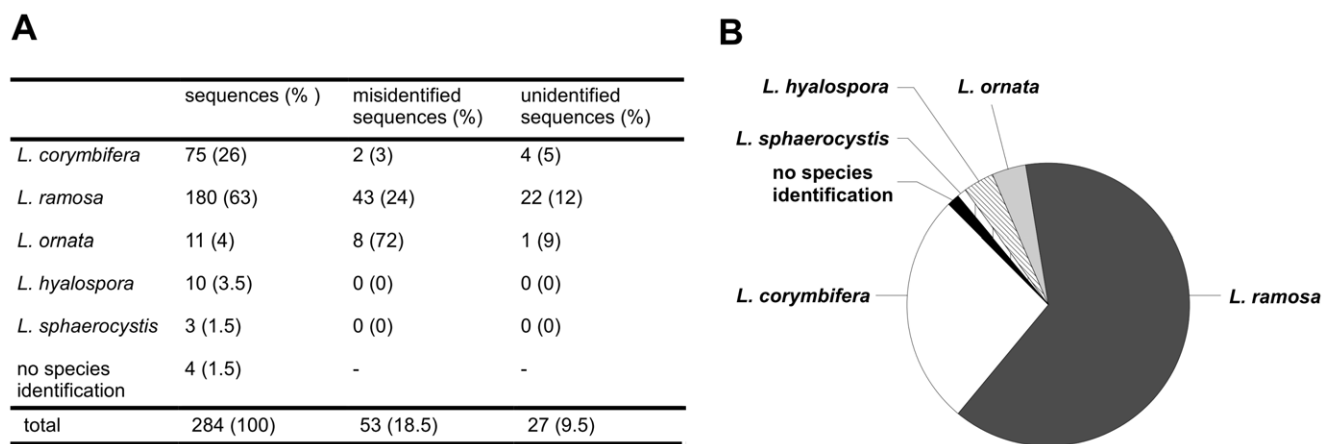 A
sequences (% ) misidentified unidentified
sequences (%) sequences (%)
L. corymbifera 75 (26) 2 (3) 4 (5)
L. ramosa 180 (63) 43 (24) 22 (12)
L. ornata 11 (4) 8 (72) 1 (9)
L. hyalospora 10 (3.5) 0 (0) 0 (0)
L. sphaerocystis 3 (1.5) 0 (0) 0 (0)
no species 4 (1.5) - -
identification
total 284 (100) 53 (18.5) 27 (9.5)
B
L. hyalospora L. ornata
L. sphaerocystis
no species
identification
L. corymbifera L. ramosa